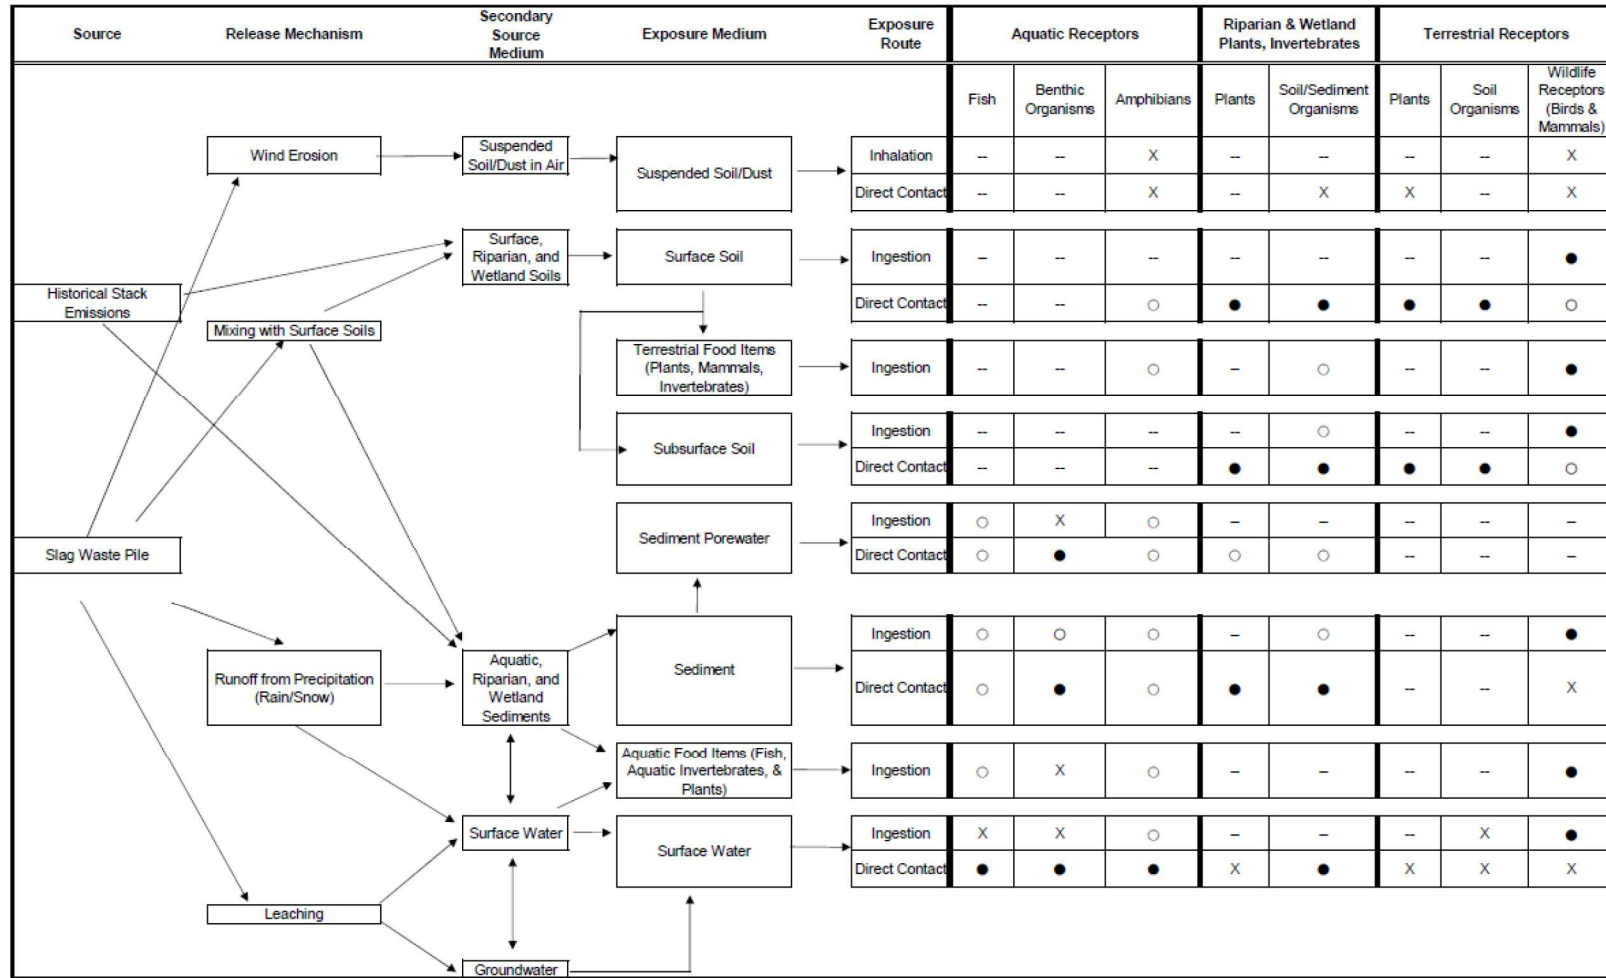 Source Release Mechanism Secondary Source Medium Exposure Medium Exposure Route Aquatic Receptors Riparian & Wetland Plants, Invertebrates Terrestrial Receptors
Fish Benthic Organisms Amphibians Plants Soil/Sediment Organisms Plants Soil Organisms Wildlife Receptors (Birds & Mammals)
Wind Erosion Suspended Soil/Dust in Air Suspended Soil/Dust
Inhalation -- -- X -- -- -- -- X
Direct Contact -- -- X -- X X -- X
Surface, Riparian, and Wetland Soils Surface Soil
Ingestion – -- -- -- -- -- -- ●
Historical Stack Emissions
Direct Contact -- -- ○ ● ● ● ● ○
Mixing with Surface Soils
Terrestrial Food Items (Plants, Mammals, Invertebrates)
Ingestion -- -- ○ – ○ -- -- ●
Subsurface Soil
Ingestion -- -- -- -- ○ -- -- ●
Direct Contact -- -- -- ● ● ● ● ○
Slag Waste Pile
Sediment Porewater
Ingestion ○ X ○ – – -- -- –
Direct Contact ○ ● ○ ○ ○ -- -- –
Runoff from Precipitation (Rain/Snow)
Aquatic, Riparian, and Wetland Sediments
Sediment
Ingestion ○ ○ ○ – ○ -- -- ●
Direct Contact ○ ● ○ ● ● -- -- X
Aquatic Food Items (Fish, Aquatic Invertebrates, & Plants)
Ingestion ○ X ○ – – -- -- ●
Surface Water Surface Water
Ingestion X X ○ – – -- X ●
Direct Contact ● ● ● X ● X X X
Leaching
Groundwater